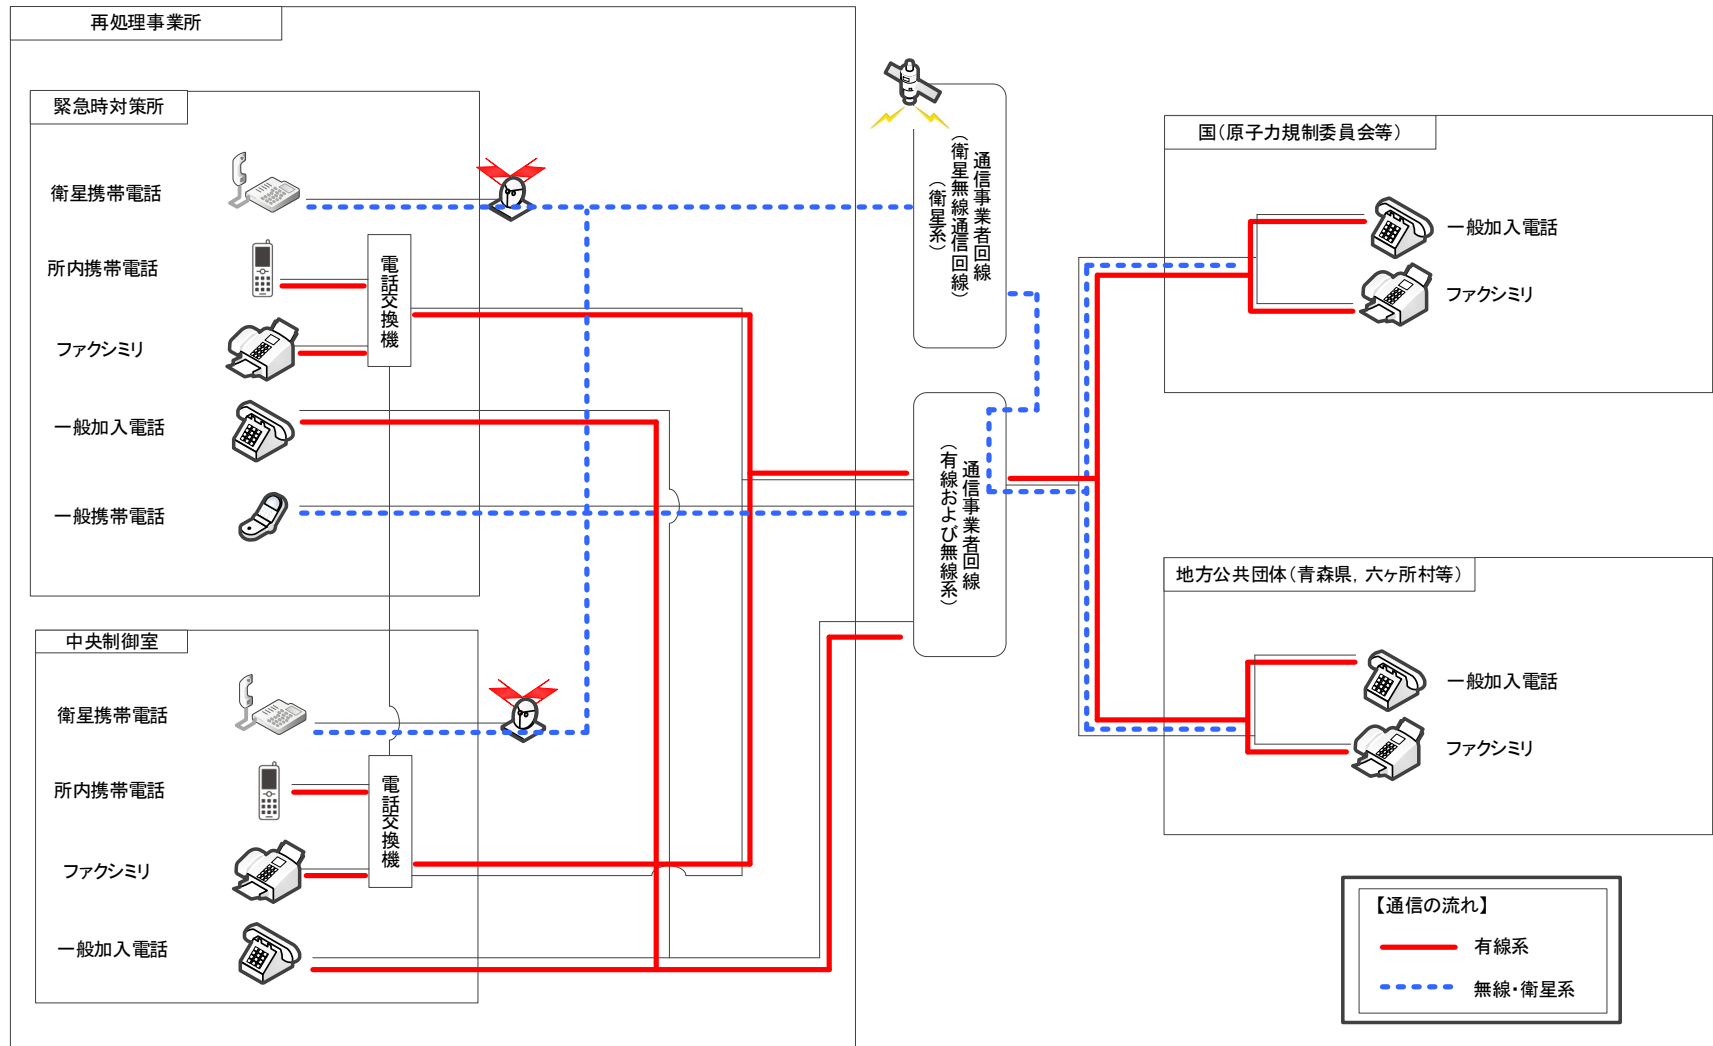 再処理事業所
緊急時対策所
衛星携帯電話
所内携帯電話
ファクシミリ
一般加入電話
一般携帯電話
電話交換機
中央制御室
衛星携帯電話
所内携帯電話
ファクシミリ
一般加入電話
電話交換機
通信事業者回線
(衛星無線通信回線)
(衛星系)
通信事業者回線
(有線および無線系)
国(原子力規制委員会等)
一般加入電話
ファクシミリ
地方公共団体(青森県,六ヶ所村等)
一般加入電話
ファクシミリ
【通信の流れ】
有線系
無線・衛星系